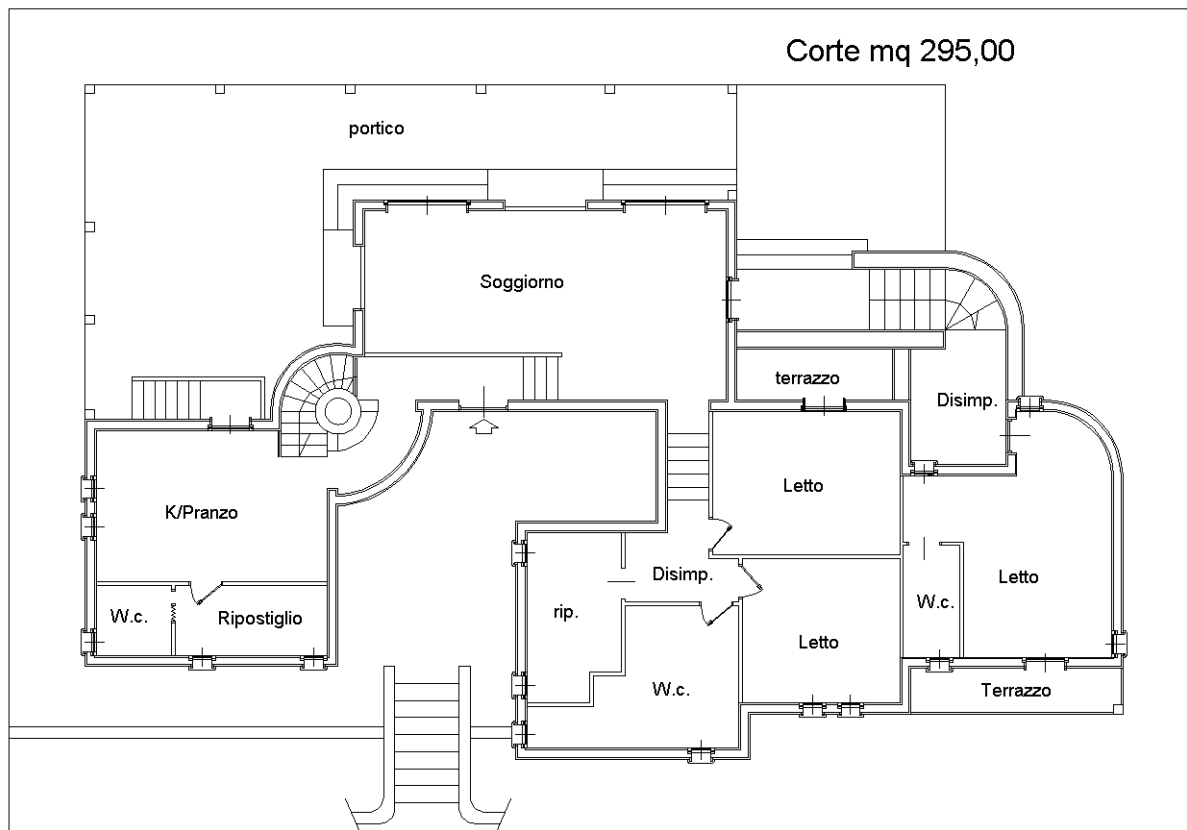 Corte mq 295,00
portico
Soggiorno
terrazzo
Disimp.
Letto
K/Pranzo
Disimp.
Letto
W.c.
rip.
W.c.
Ripostiglio
Letto
W.c.
Terrazzo